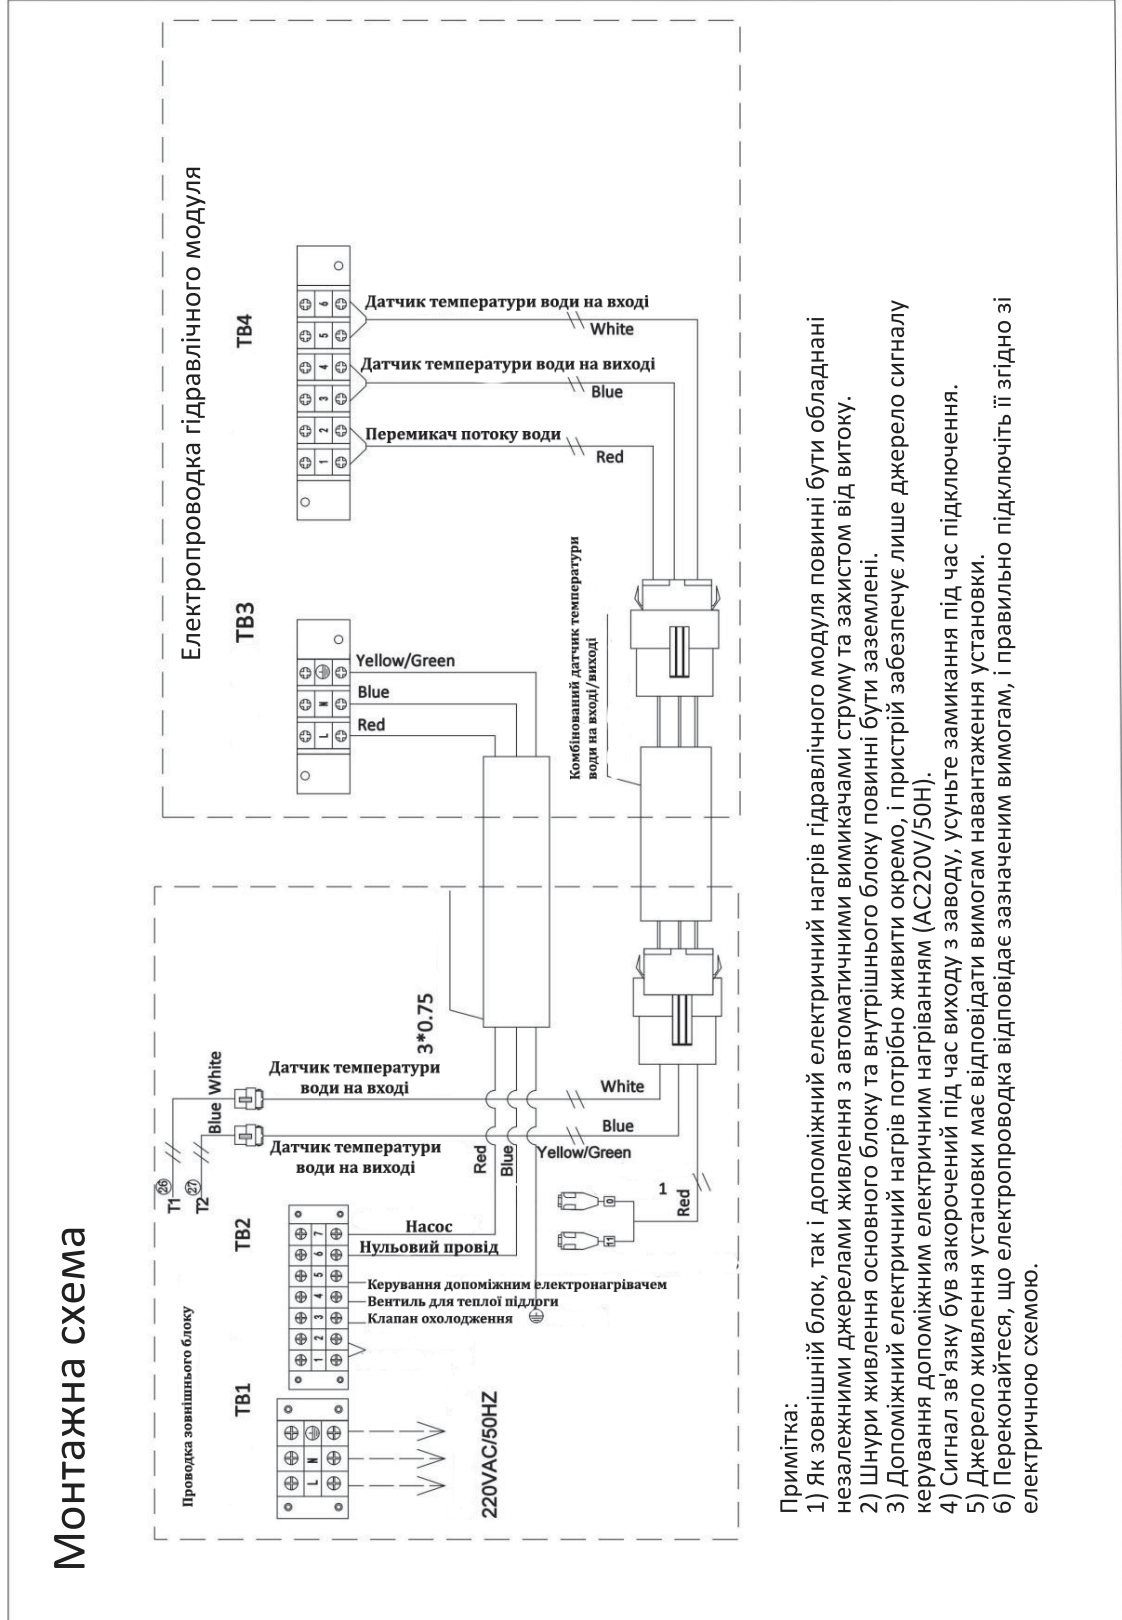 Монтажна схема
Проводка зовнішнього блоку
Електропроводка гідравлічного модуля
TB1
TB2
TB3
TB4
L
N
220VAC/50HZ
1
2
3
4
5
6
7
Насос
Нульовий провід
Керування допоміжним електронагрівачем
Вентиль для теплої підлоги
Клапан охолодження
T1
26
T2
27
Blue
White
Датчик температури
води на вході
Датчик температури
води на виході
White
Blue
Yellow/Green
Red
Blue
1
Red
0
11
3*0.75
L
N
Yellow/Green
Blue
Red
Комбінований датчик температури
води на вході/виході
1
2
3
4
5
6
Датчик температури води на вході
White
Датчик температури води на виході
Blue
Перемикач потоку води
Red
Примітка:
1) Як зовнішній блок, так і допоміжний електричний нагрів гідравлічного модуля повинні бути обладнані
незалежними джерелами живлення з автоматичними вимикачами струму та захистом від витоку.
2) Шнури живлення основного блоку та внутрішнього блоку повинні бути заземлені.
3) Допоміжний електричний нагрів потрібно живити окремо, і пристрій забезпечує лише джерело сигналу
керування допоміжним електричним нагріванням (AC220V/50H).
4) Сигнал зв'язку був закорочений під час виходу з заводу, усуньте замикання під час підключення.
5) Джерело живлення установки має відповідати вимогам навантаження установки.
6) Переконайтеся, що електропроводка відповідає зазначеним вимогам, і правильно підключіть її згідно зі
електричною схемою.